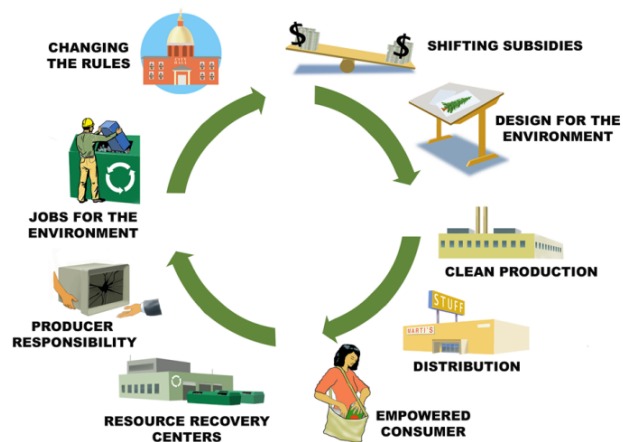 CHANGING
THE RULES
$
$
SHIFTING SUBSIDIES
DESIGN FOR THE
ENVIRONMENT
CLEAN PRODUCTION
STUFF
MARTI'S
DISTRIBUTION
EMPOWERED
CONSUMER
RESOURCE RECOVERY
CENTERS
PRODUCER
RESPONSIBILITY
JOBS FOR THE
ENVIRONMENT